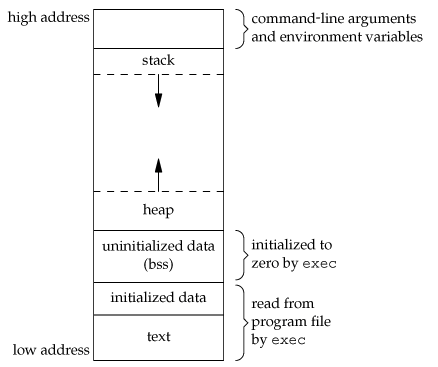 high address
command-line arguments
and environment variables
stack
heap
uninitialized data
(bss)
initialized to
zero by exec
initialized data
read from
program file
by exec
text
low address